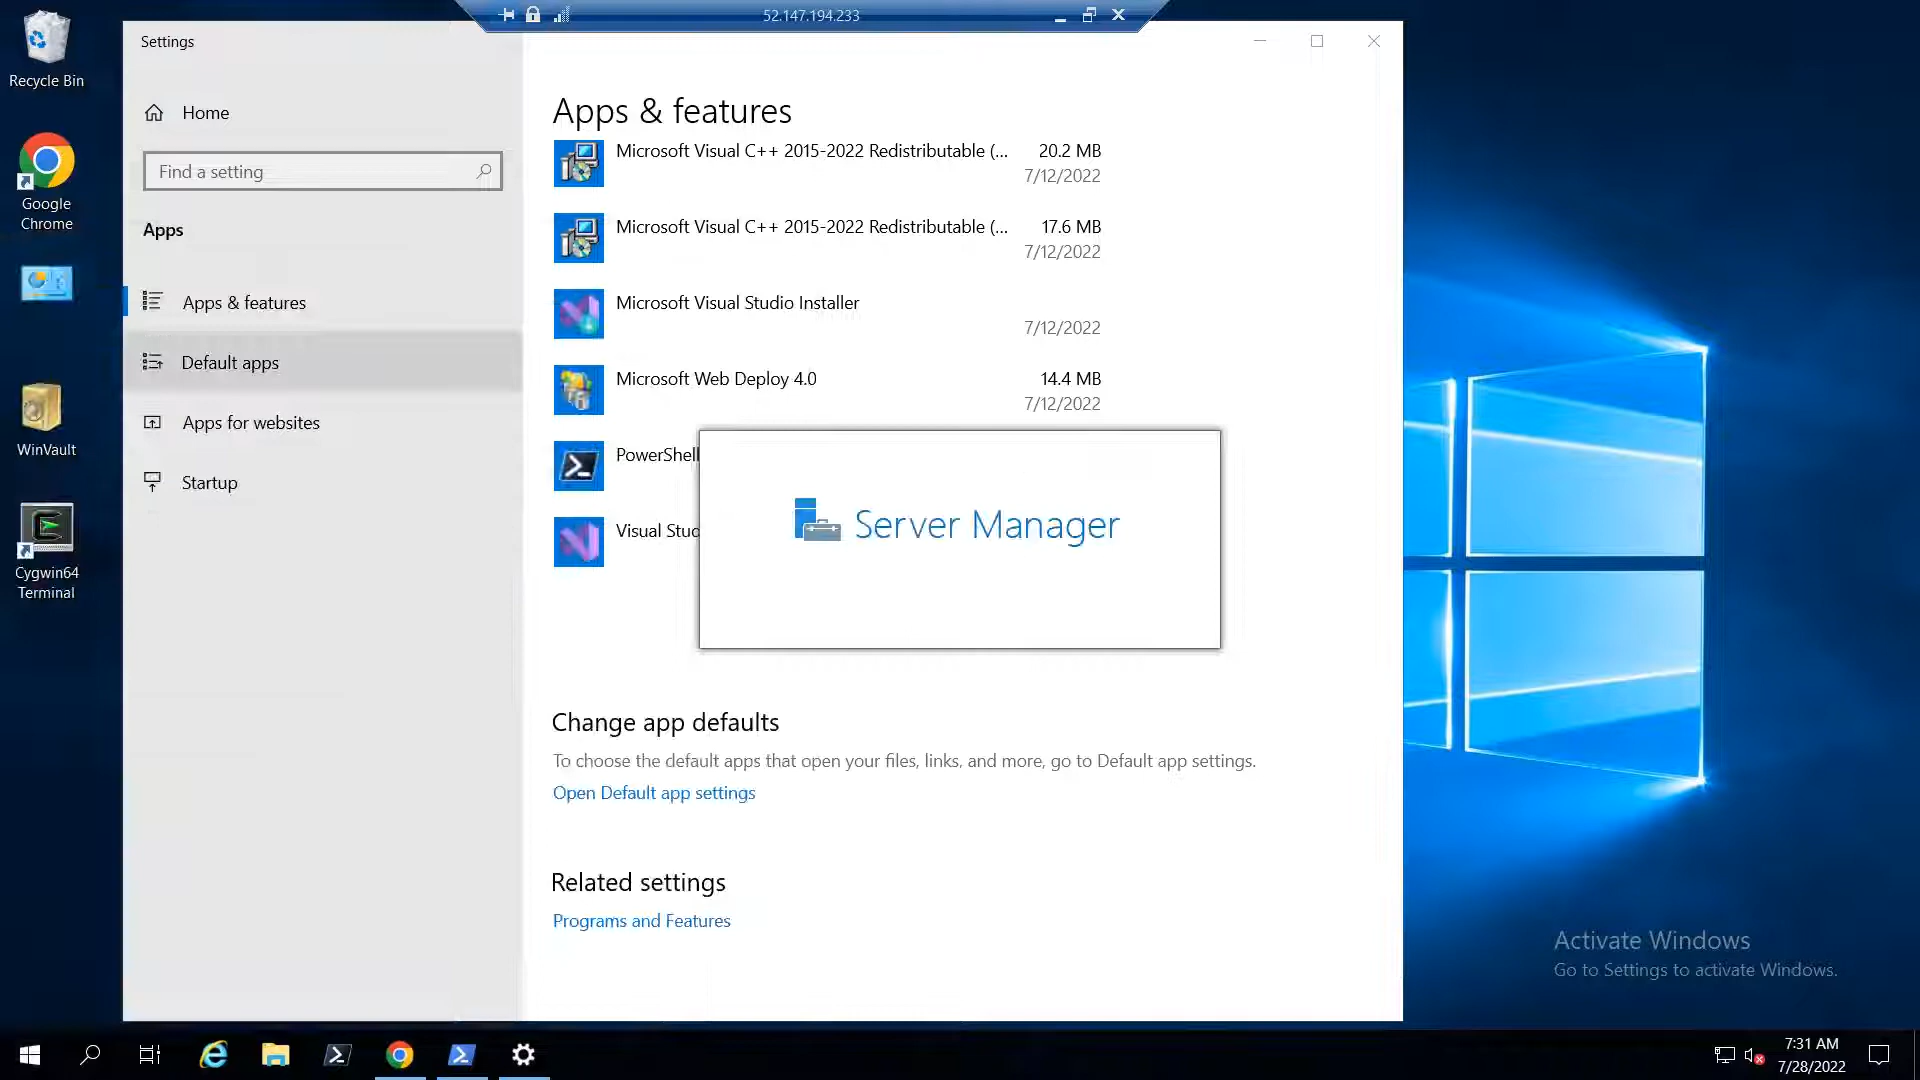 52.147.194.233
Recycle Bin
Google
Chrome
WinVault
Cygwin64
Terminal
Settings
Home
Find a setting
Apps
Apps & features
Default apps
Apps for websites
Startup
Apps & features
Microsoft Visual C++ 2015-2022 Redistributable (... 20.2 MB
7/12/2022
Microsoft Visual C++ 2015-2022 Redistributable (... 17.6 MB
7/12/2022
Microsoft Visual Studio Installer
7/12/2022
Microsoft Web Deploy 4.0 14.4 MB
7/12/2022
PowerShell
Visual Stud
Server Manager
Change app defaults
To choose the default apps that open your files, links, and more, go to Default app settings.
Open Default app settings
Related settings
Programs and Features
Activate Windows
Go to Settings to activate Windows.
7:31 AM
7/28/2022